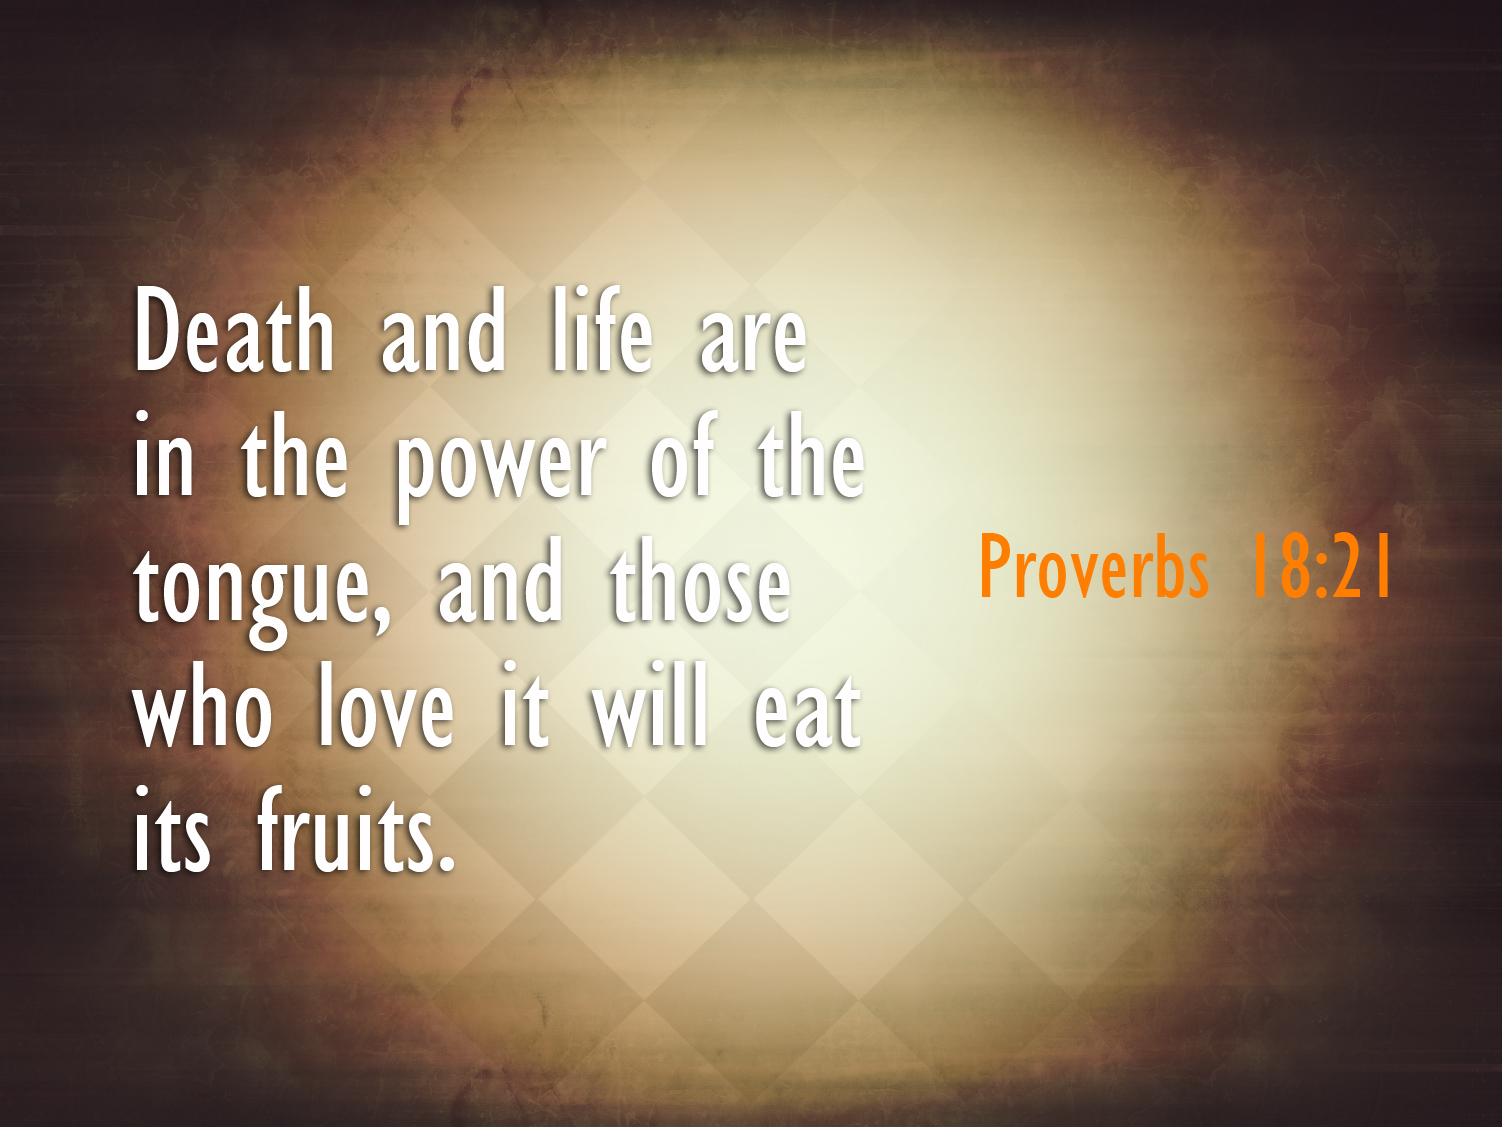 Death and life are
in the power of the
tongue, and those
who love it will eat
its fruits.
Proverbs 18:21